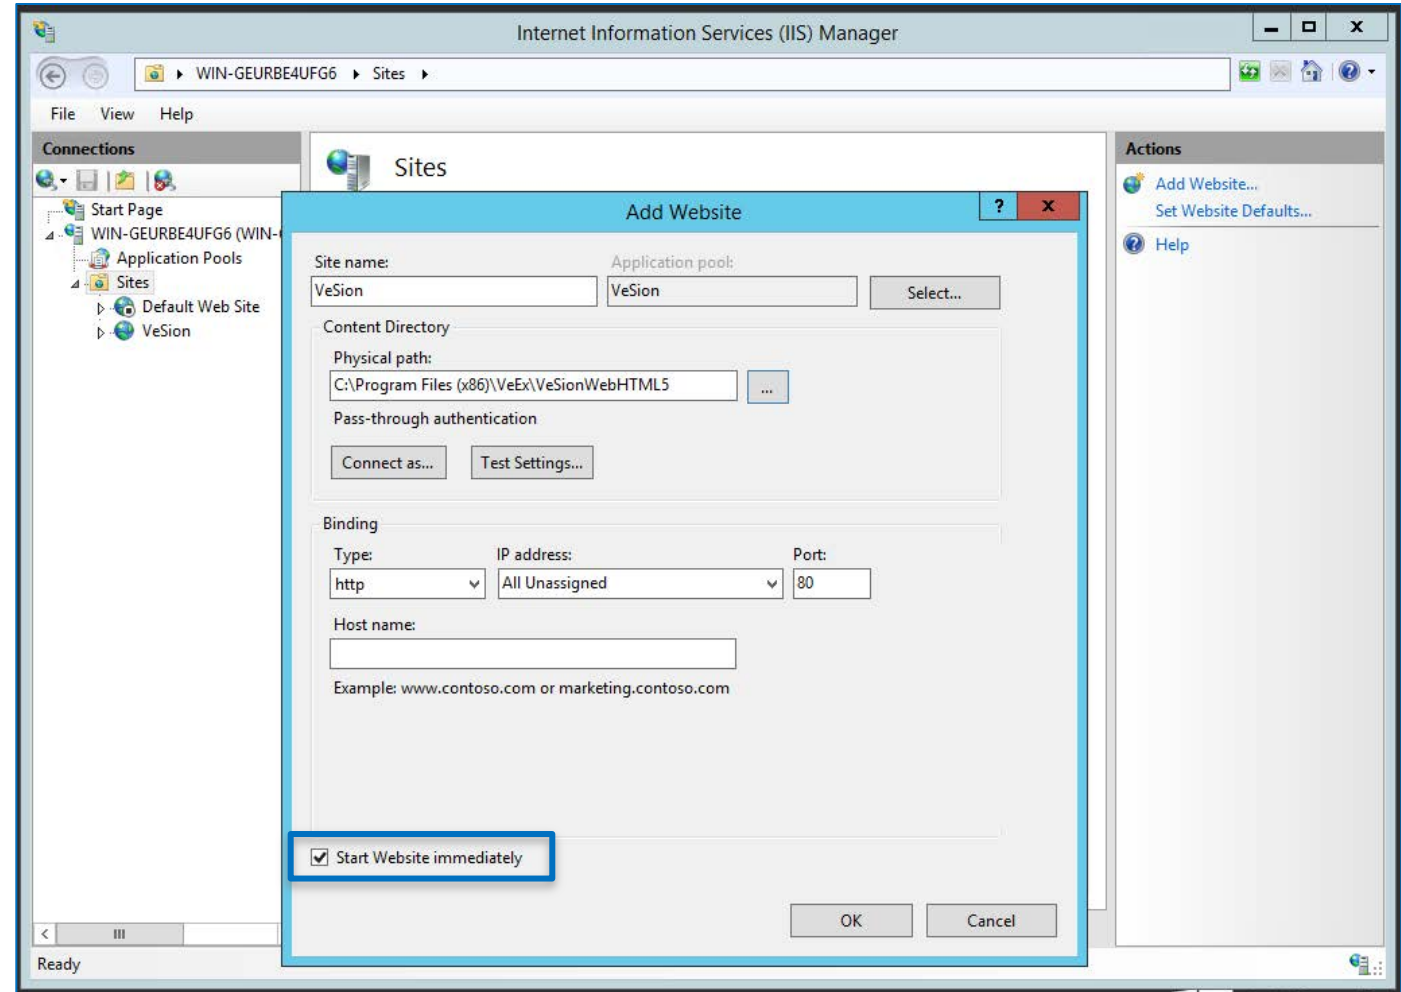 Internet Information Services (IIS) Manager
WIN-GEURBE4UFG6 Sites
File View Help
Connections
Start Page
WIN-GEURBE4UFG6 (WIN-
Application Pools
Sites
Default Web Site
VeSion
Sites
Add Website
Site name:
Application pool:
VeSion
VeSion
Select...
Content Directory
Physical path:
C:\Program Files (x86)\VeEx\VeSionWebHTML5
...
Pass-through authentication
Connect as...
Test Settings...
Binding
Type:
IP address:
Port:
http
All Unassigned
80
Host name:
Example: www.contoso.com or marketing.contoso.com
Start Website immediately
OK
Cancel
Actions
Add Website...
Set Website Defaults...
Help
Ready